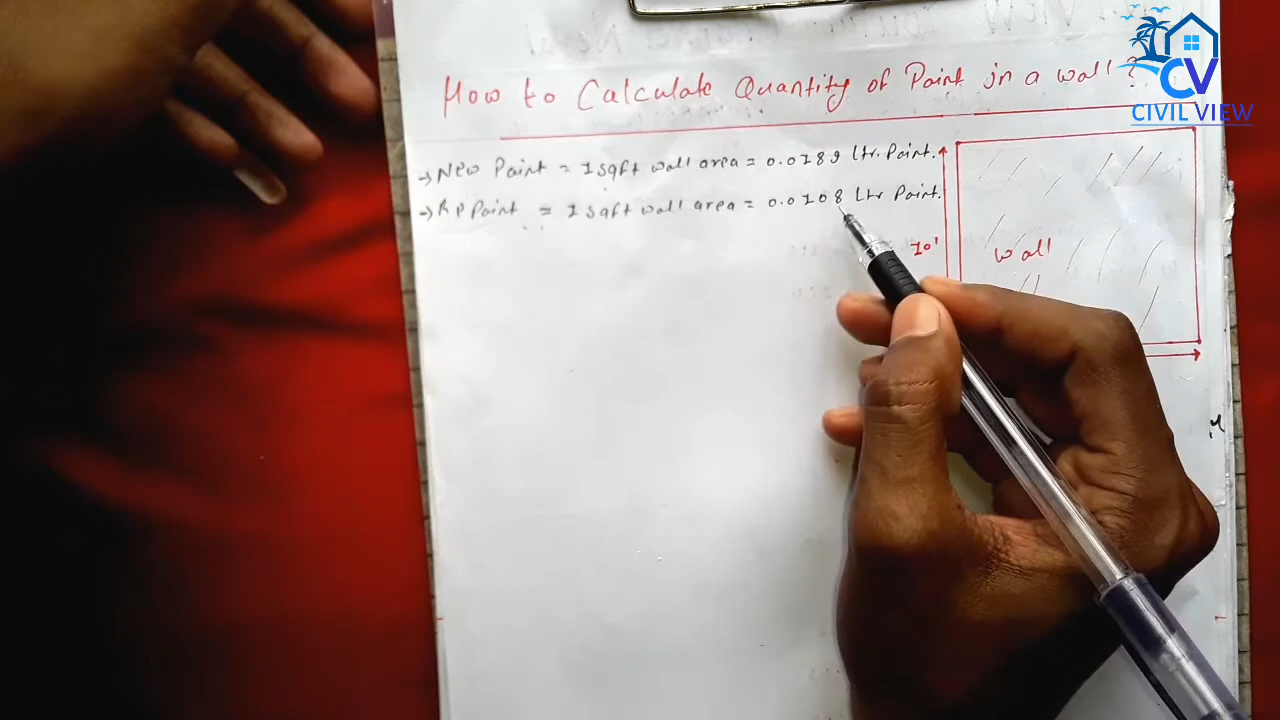 How to Calculate Quantity of Paint in a wall?
CIVIL VIEW
→New Paint = 1 sqft wall area = 0.0189 Ltr. Paint.
→RP Paint = 1 sqft wall area = 0.0108 Ltr Paint.
10'
wall